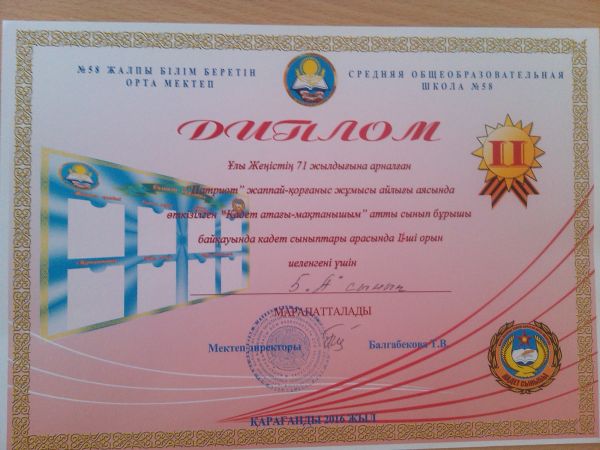 №58 ЖАЛПЫ БІЛІМ БЕРЕТІН
ОРТА МЕКТЕП
СРЕДНЯЯ ОБЩЕОБРАЗОВАТЕЛЬНАЯ
ШКОЛА №58
ДИПЛОМ
II
Ұлы Жеңістің 71 жылдығына арналған
"Патриот" жаппай-қорғаныс жұмысы айлығы аясында
өткізілген "Кадет атағы-мақтанышым" атты сынып бұрышы
байқауында кадет сыныптары арасында ІІ-ші орын
иеленгені үшін
5 "А" сынып
МАРАПАТТАЛАДЫ
Мектеп директоры
Балгабекова Т.В
КАДЕТ СЫНЫБЫ
ҚАРАҒАНДЫ 2016 ЖЫЛ